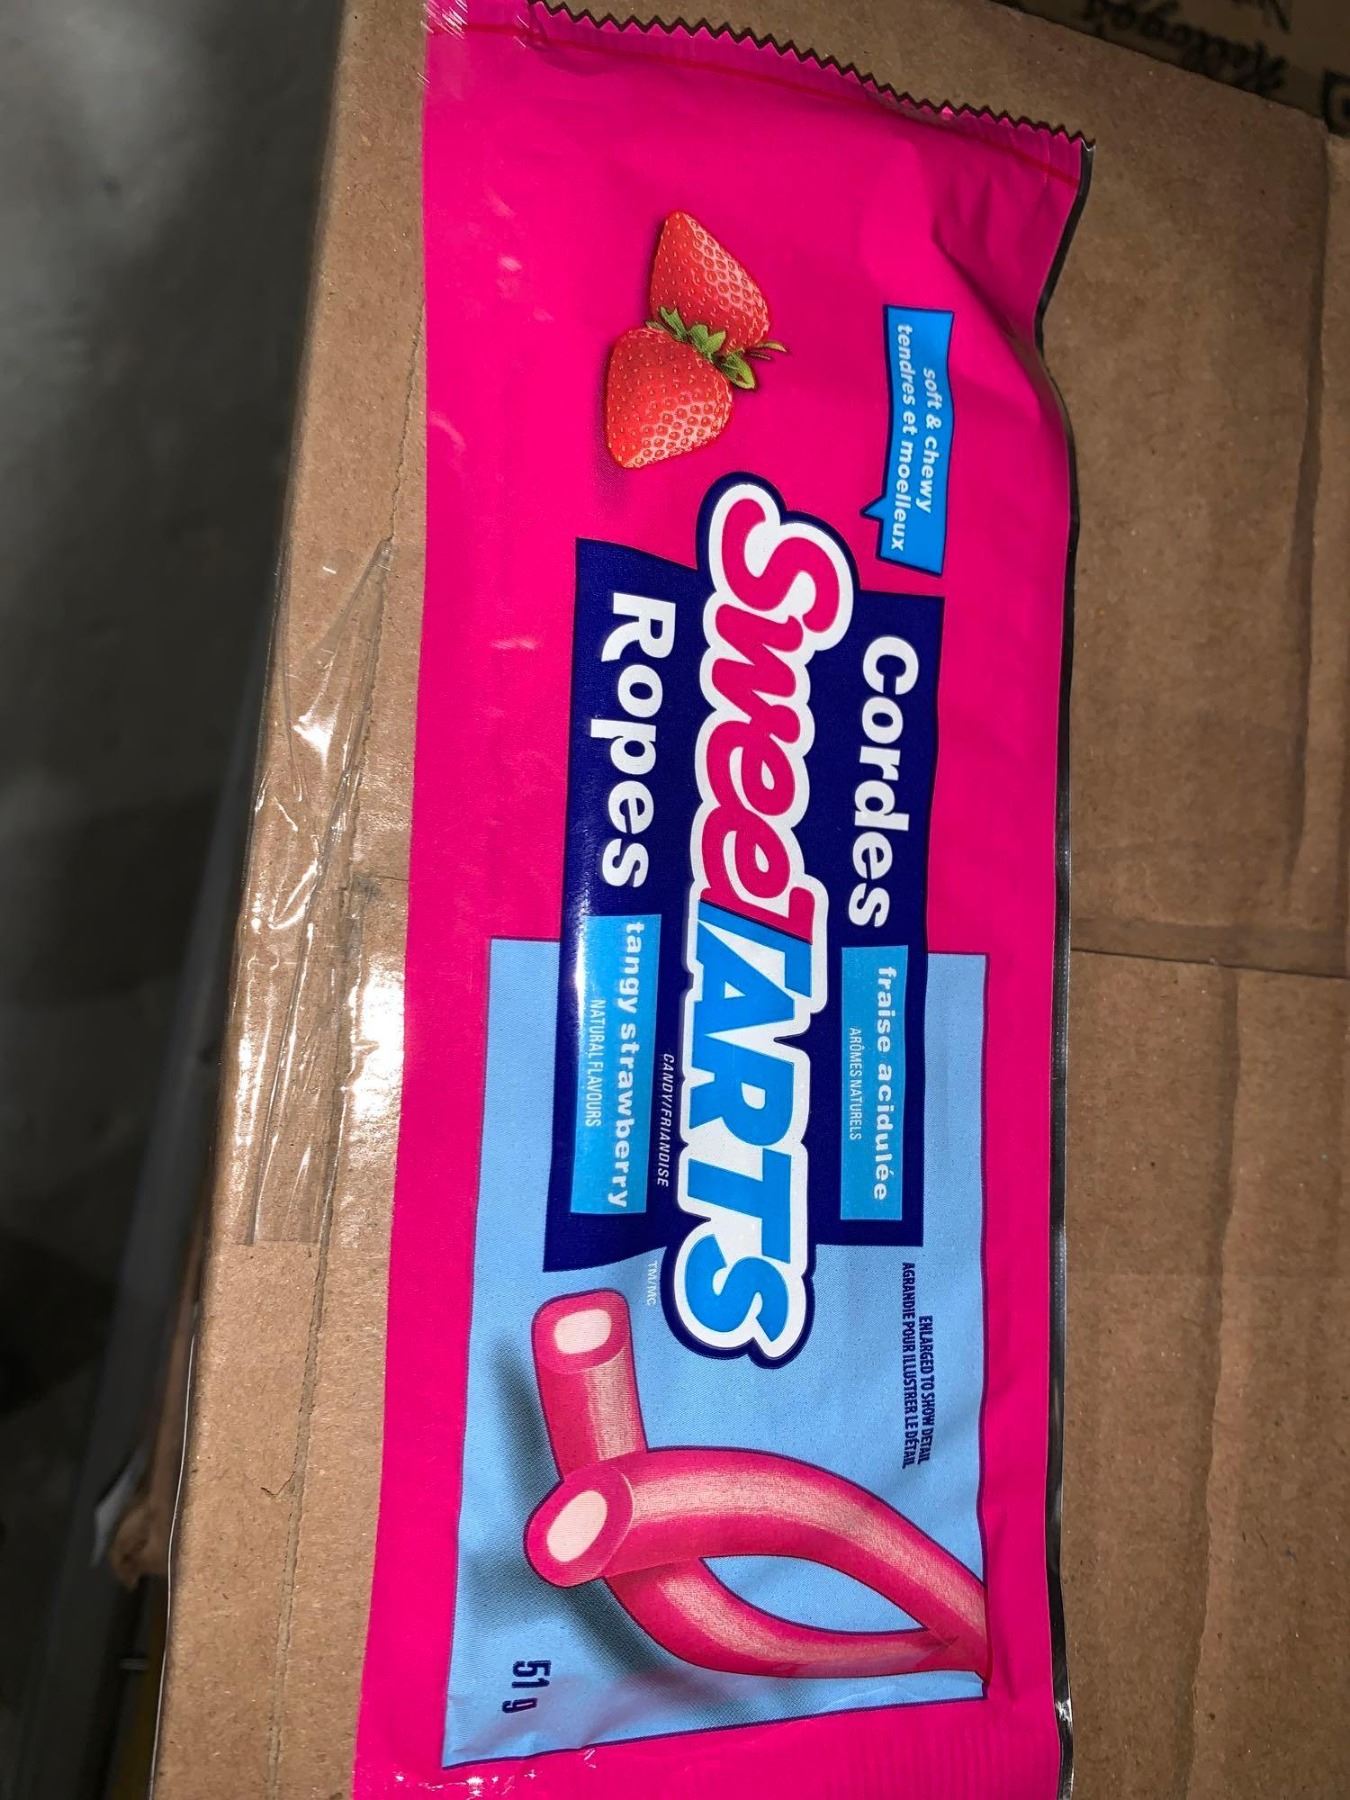 soft & chewy
tendres et moelleux
Cordes
fraise acidulée
ARÔMES NATURELS
SweeTARTS
CANDY/FRIANDISE
TM/MC
Ropes
tangy strawberry
NATURAL FLAVOURS
ENLARGED TO SHOW DETAIL
AGRANDIE POUR ILLUSTRER LE DÉTAIL
51 g